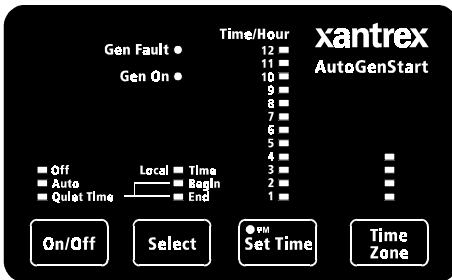 Time/Hour
xantrex
AutoGenStart
Gen Fault
Gen On
12
11
10
9
8
7
6
5
4
3
2
1
Off
Auto
Quiet Time
Local Time
Begin
End
On/Off
Select
PM
Set Time
Time
Zone